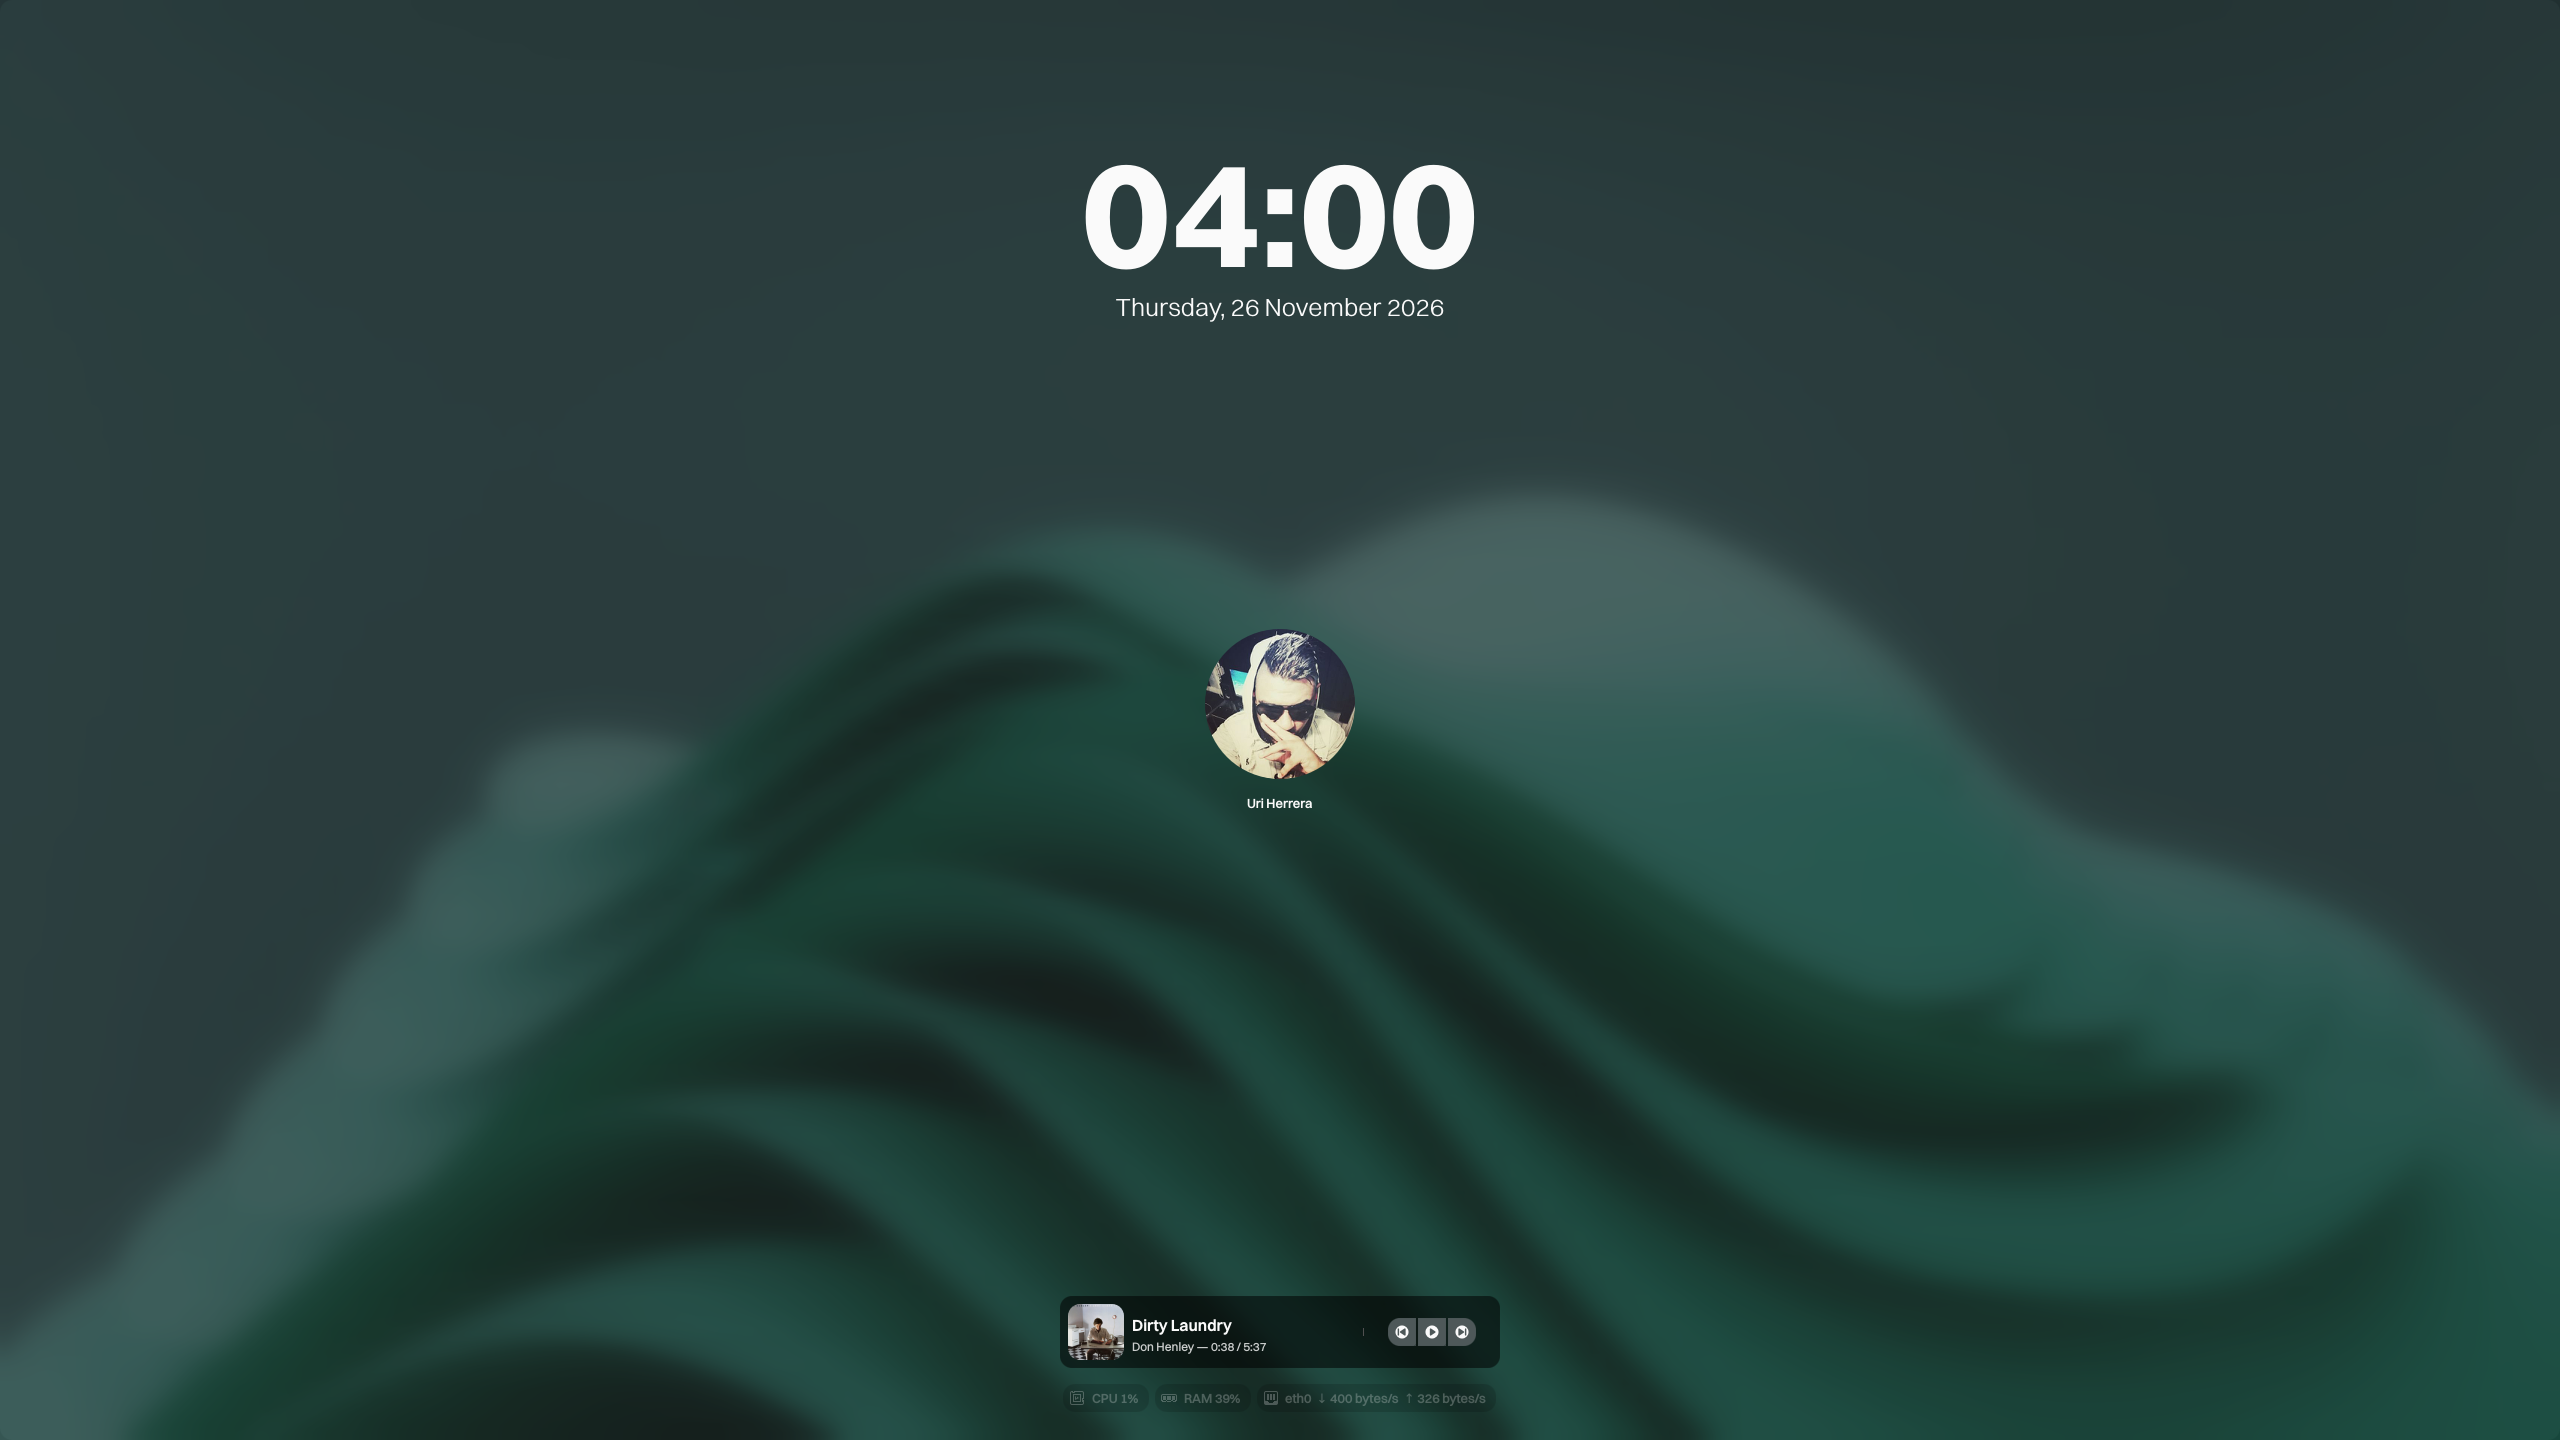 04:00
Thursday, 26 November 2026
Uri Herrera
Dirty Laundry
Don Henley — 0:38 / 5:37
CPU 1% RAM 39% eth0 ↓ 400 bytes/s ↑ 326 bytes/s